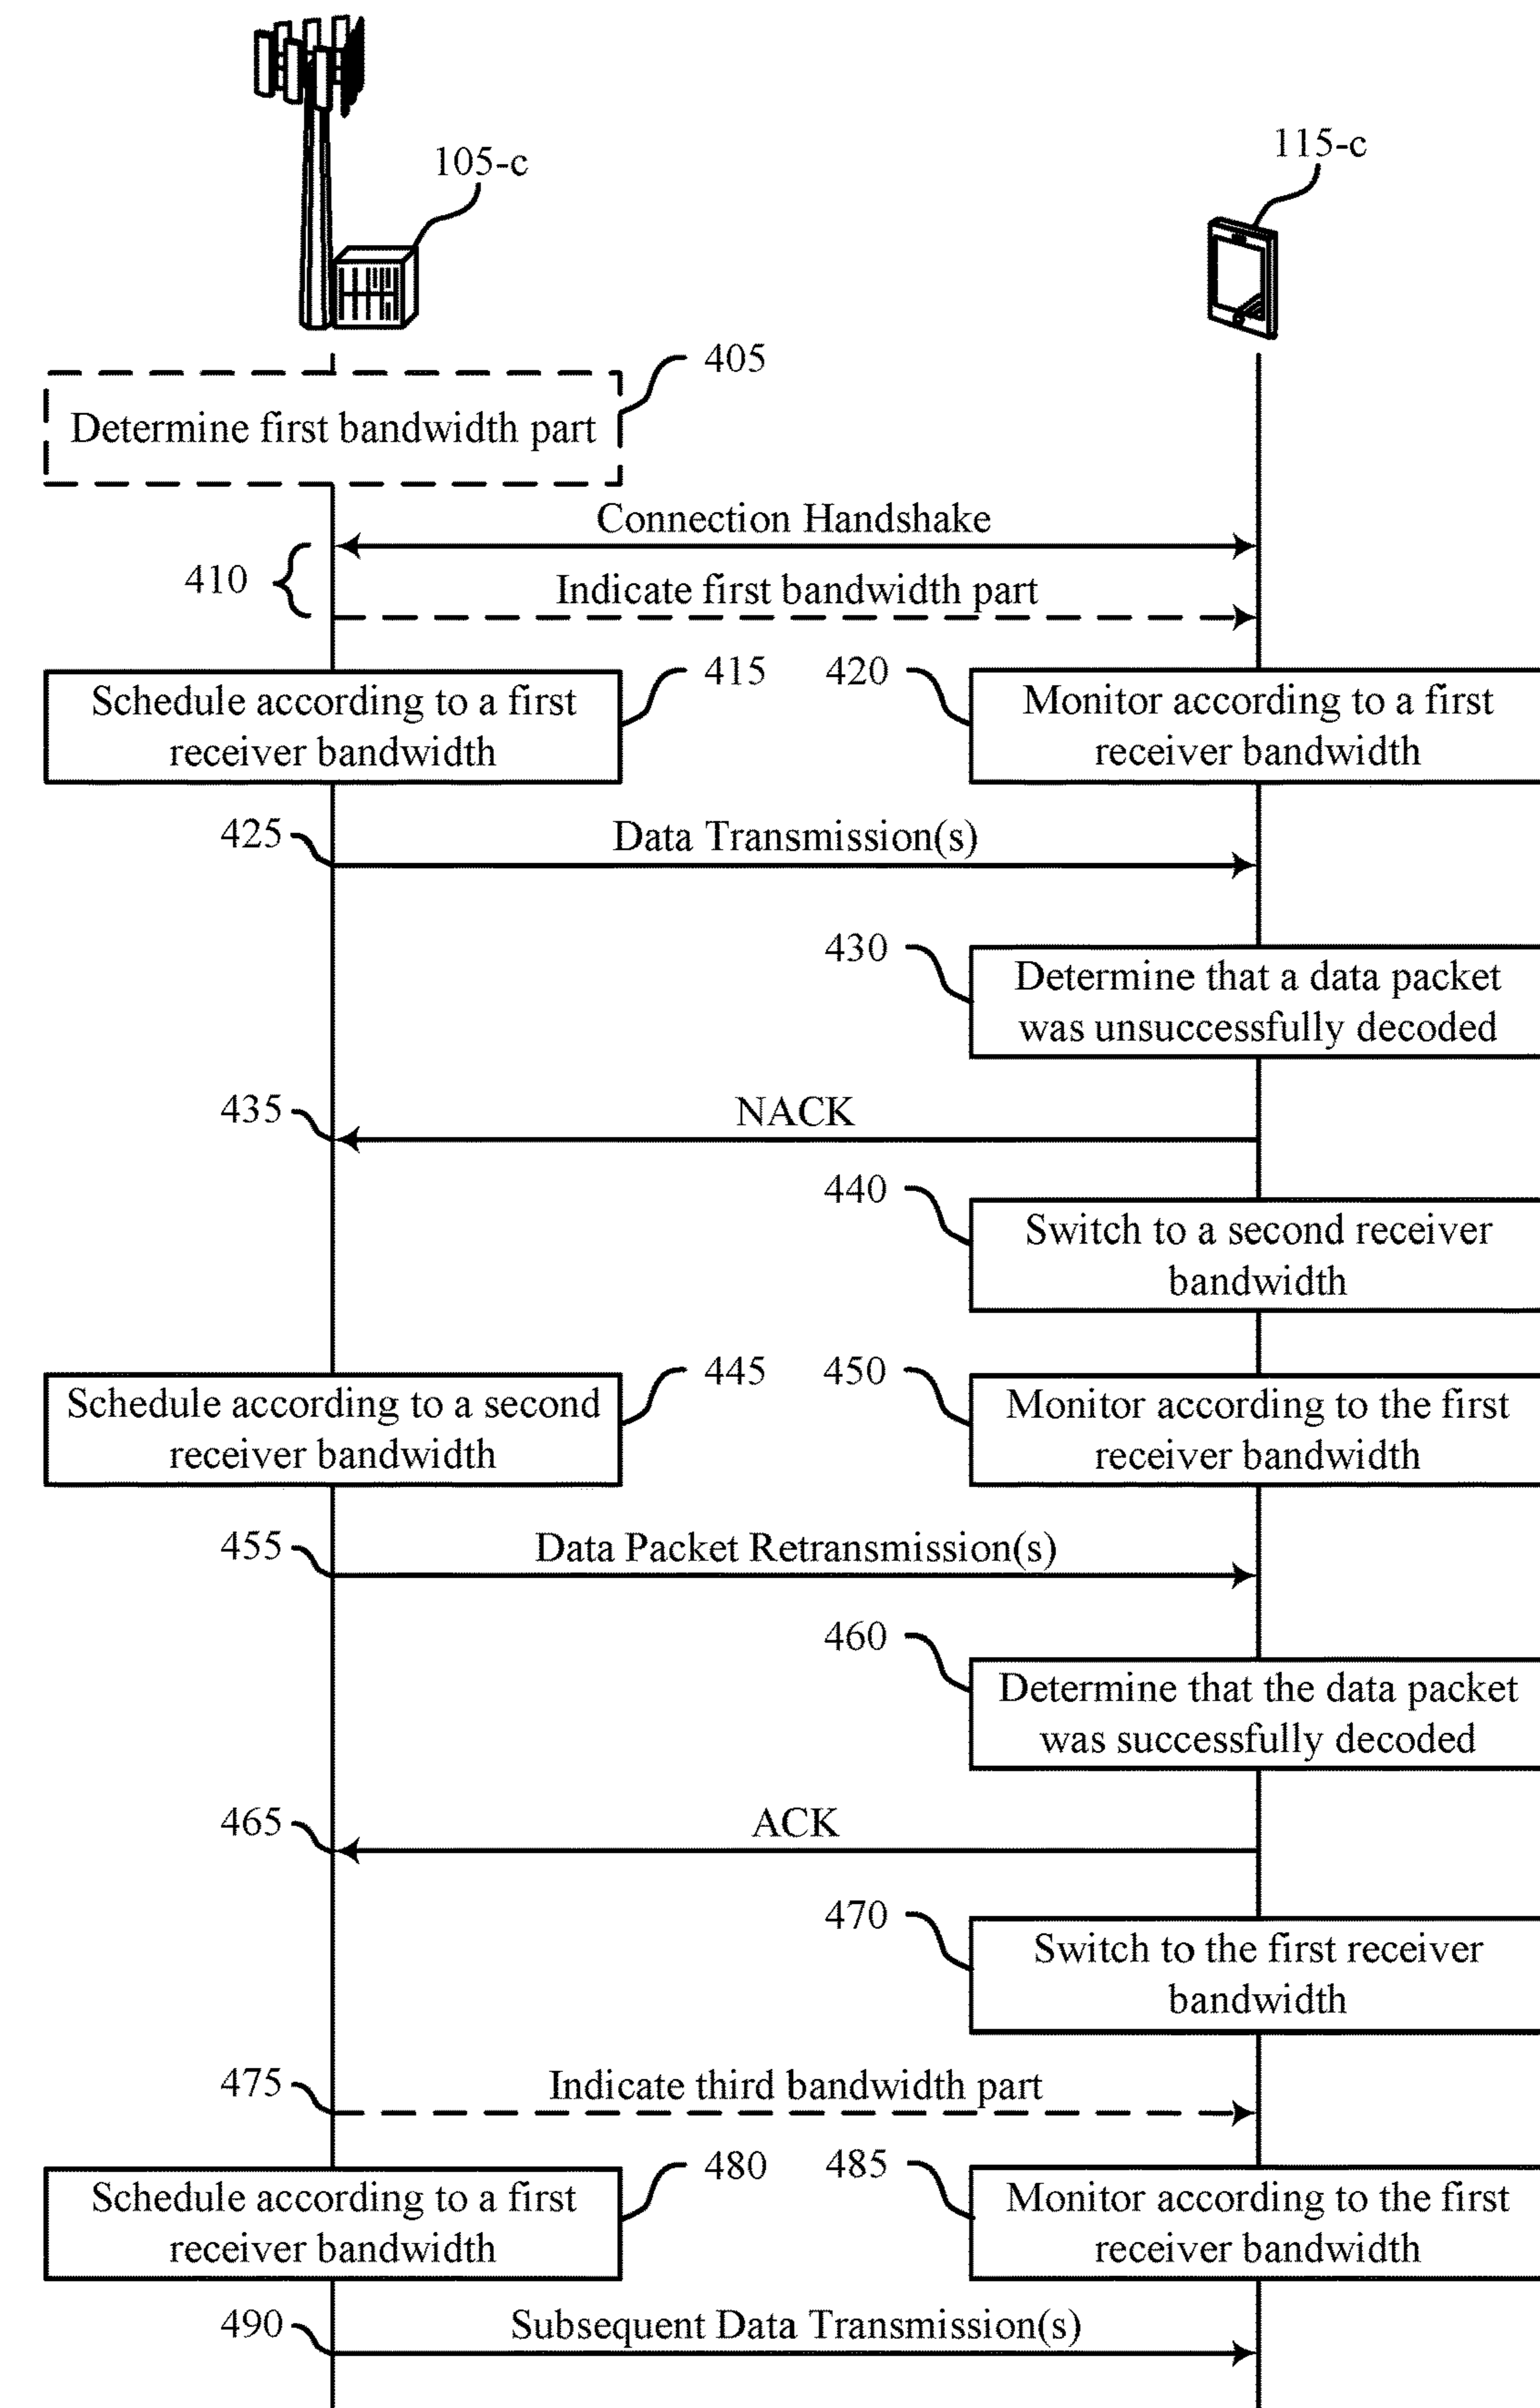 105-c
115-c
405
Determine first bandwidth part
Connection Handshake
410
Indicate first bandwidth part
415
420
Schedule according to a first
receiver bandwidth
Monitor according to a first
receiver bandwidth
425
Data Transmission(s)
430
Determine that a data packet
was unsuccessfully decoded
435
NACK
440
Switch to a second receiver
bandwidth
445
450
Schedule according to a second
receiver bandwidth
Monitor according to the first
receiver bandwidth
455
Data Packet Retransmission(s)
460
Determine that the data packet
was successfully decoded
465
ACK
470
Switch to the first receiver
bandwidth
475
Indicate third bandwidth part
480
485
Schedule according to a first
receiver bandwidth
Monitor according to the first
receiver bandwidth
490
Subsequent Data Transmission(s)